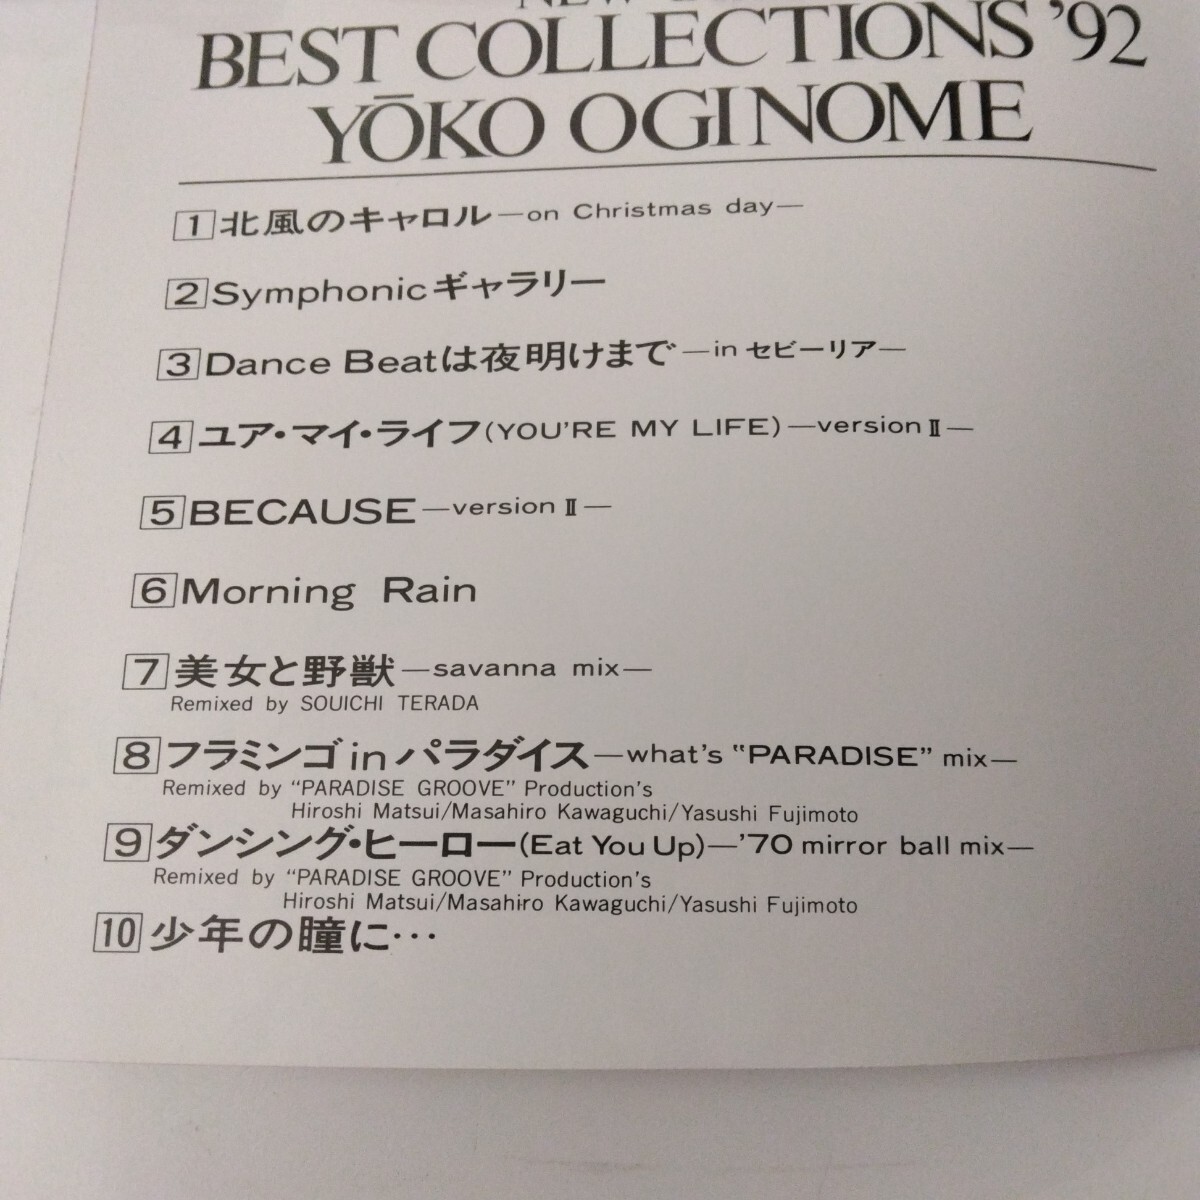 BEST COLLECTIONS '92
YŌKO OGINOME
1 北風のキャロル—on Christmas day—
2 Symphonicギャラリー
3 Dance Beatは夜明けまで—in セビーリア—
4 ユア・マイ・ライフ(YOU'RE MY LIFE)—version II—
5 BECAUSE—version II—
6 Morning Rain
7 美女と野獣—savanna mix—
Remixed by SOUICHI TERADA
8 フラミンゴ in パラダイス—what's “PARADISE” mix—
Remixed by “PARADISE GROOVE” Production's
Hiroshi Matsui/Masahiro Kawaguchi/Yasushi Fujimoto
9 ダンシング・ヒーロー(Eat You Up)—'70 mirror ball mix—
Remixed by “PARADISE GROOVE” Production's
Hiroshi Matsui/Masahiro Kawaguchi/Yasushi Fujimoto
10 少年の瞳に…